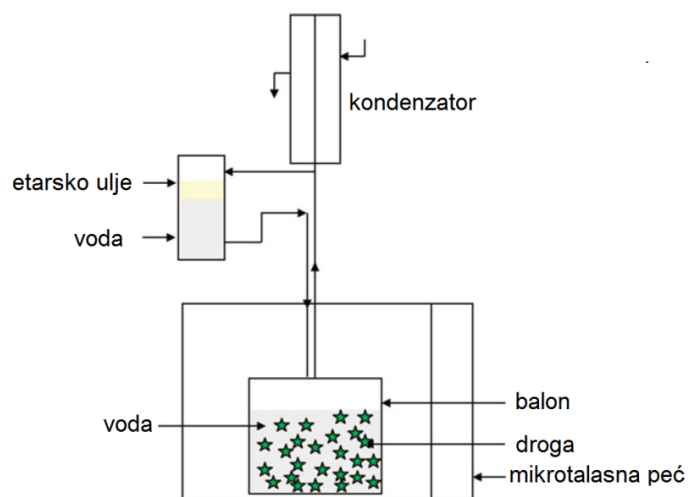 kondenzator
etarsko ulje
voda
voda
balon
droga
mikrotalasna peć